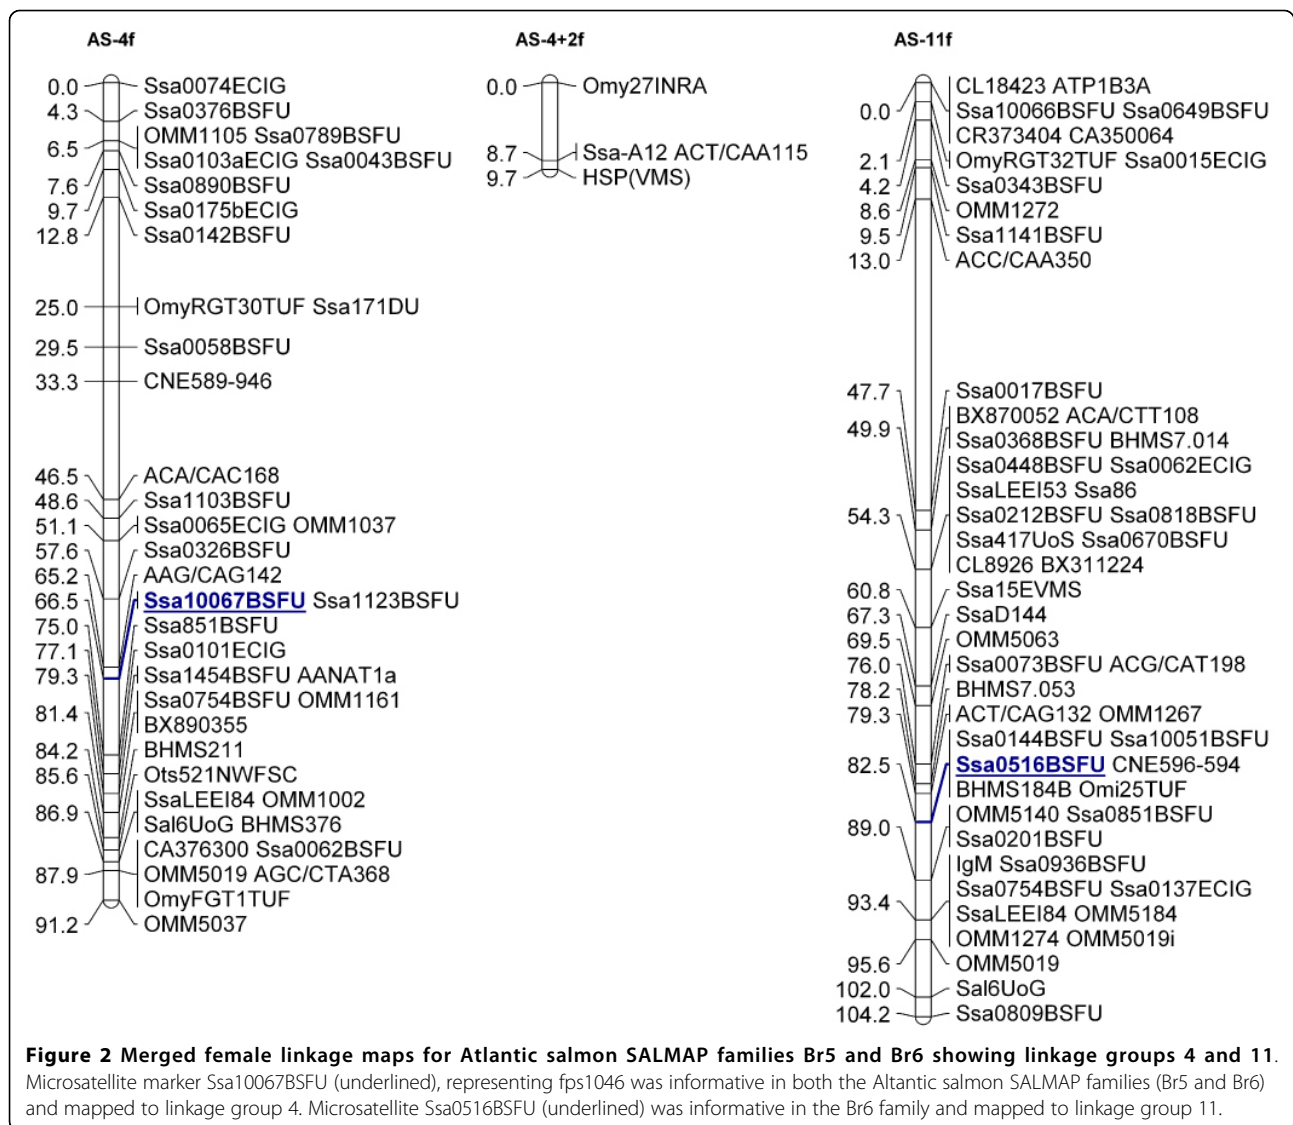 AS-4f
0.0 Ssa0074ECIG
4.3 Ssa0376BSFU
6.5 OMM1105 Ssa0789BSFU
Ssa0103aECIG Ssa0043BSFU
7.6 Ssa0890BSFU
9.7 Ssa0175bECIG
12.8 Ssa0142BSFU
25.0 OmyRGT30TUF Ssa171DU
29.5 Ssa0058BSFU
33.3 CNE589-946
46.5 ACA/CAC168
48.6 Ssa1103BSFU
51.1 Ssa0065ECIG OMM1037
57.6 Ssa0326BSFU
65.2 AAG/CAG142
66.5 Ssa10067BSFU Ssa1123BSFU
75.0 Ssa851BSFU
77.1 Ssa0101ECIG
79.3 Ssa1454BSFU AANAT1a
81.4 Ssa0754BSFU OMM1161
BX890355
84.2 BHMS211
85.6 Ots521NWFSC
86.9 SsaLEEI84 OMM1002
Sal6UoG BHMS376
CA376300 Ssa0062BSFU
87.9 OMM5019 AGC/CTA368
OmyFGT1TUF
91.2 OMM5037
AS-4+2f
0.0 Omy27INRA
8.7 Ssa-A12 ACT/CAA115
9.7 HSP(VMS)
AS-11f
CL18423 ATP1B3A
0.0 Ssa10066BSFU Ssa0649BSFU
CR373404 CA350064
2.1 OmyRGT32TUF Ssa0015ECIG
4.2 Ssa0343BSFU
8.6 OMM1272
9.5 Ssa1141BSFU
13.0 ACC/CAA350
47.7 Ssa0017BSFU
49.9 BX870052 ACA/CTT108
Ssa0368BSFU BHMS7.014
Ssa0448BSFU Ssa0062ECIG
SsaLEEI53 Ssa86
54.3 Ssa0212BSFU Ssa0818BSFU
Ssa417UoS Ssa0670BSFU
CL8926 BX311224
60.8 Ssa15EVMS
67.3 SsaD144
69.5 OMM5063
76.0 Ssa0073BSFU ACG/CAT198
78.2 BHMS7.053
79.3 ACT/CAG132 OMM1267
Ssa0144BSFU Ssa10051BSFU
82.5 Ssa0516BSFU CNE596-594
BHMS184B Omi25TUF
89.0 OMM5140 Ssa0851BSFU
Ssa0201BSFU
IgM Ssa0936BSFU
Ssa0754BSFU Ssa0137ECIG
93.4 SsaLEEI84 OMM5184
OMM1274 OMM5019i
95.6 OMM5019
102.0 Sal6UoG
104.2 Ssa0809BSFU
Figure 2 Merged female linkage maps for Atlantic salmon SALMAP families Br5 and Br6 showing linkage groups 4 and 11.
Microsatellite marker Ssa10067BSFU (underlined), representing fps1046 was informative in both the Altantic salmon SALMAP families (Br5 and Br6)
and mapped to linkage group 4. Microsatellite Ssa0516BSFU (underlined) was informative in the Br6 family and mapped to linkage group 11.